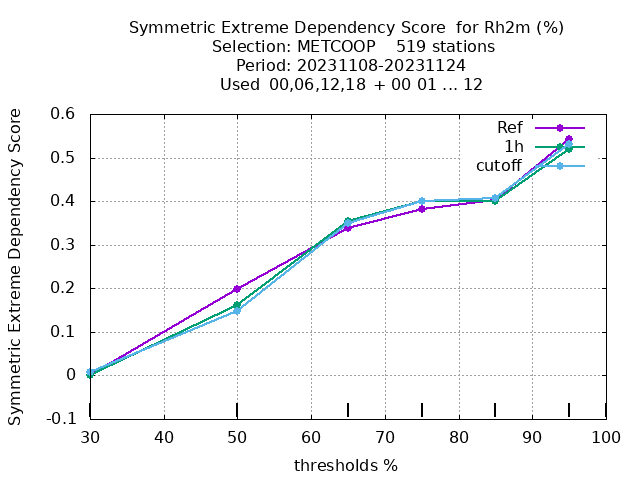 Symmetric Extreme Dependency Score  for Rh2m (%)
Selection: METCOOP    519 stations
Period: 20231108-20231124
Used  00,06,12,18  + 00 01 ... 12
Symmetric Extreme Dependency Score
0.6
0.5
0.4
0.3
0.2
0.1
0
-0.1
Ref
1h
cutoff
30 40 50 60 70 80 90 100
thresholds %